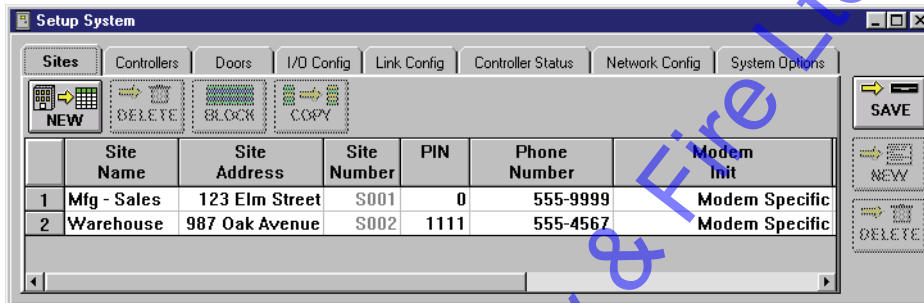 Setup System
Sites Controllers Doors I/O Config Link Config Controller Status Network Config System Options
NEW DELETE BLOCK COPY
SAVE
NEW
DELETE
Site Name Site Address Site Number PIN Phone Number Modem Init
1 Mfg - Sales 123 Elm Street S001 0 555-9999 Modem Specific
2 Warehouse 987 Oak Avenue S002 1111 555-4567 Modem Specific
& Fire Ltd